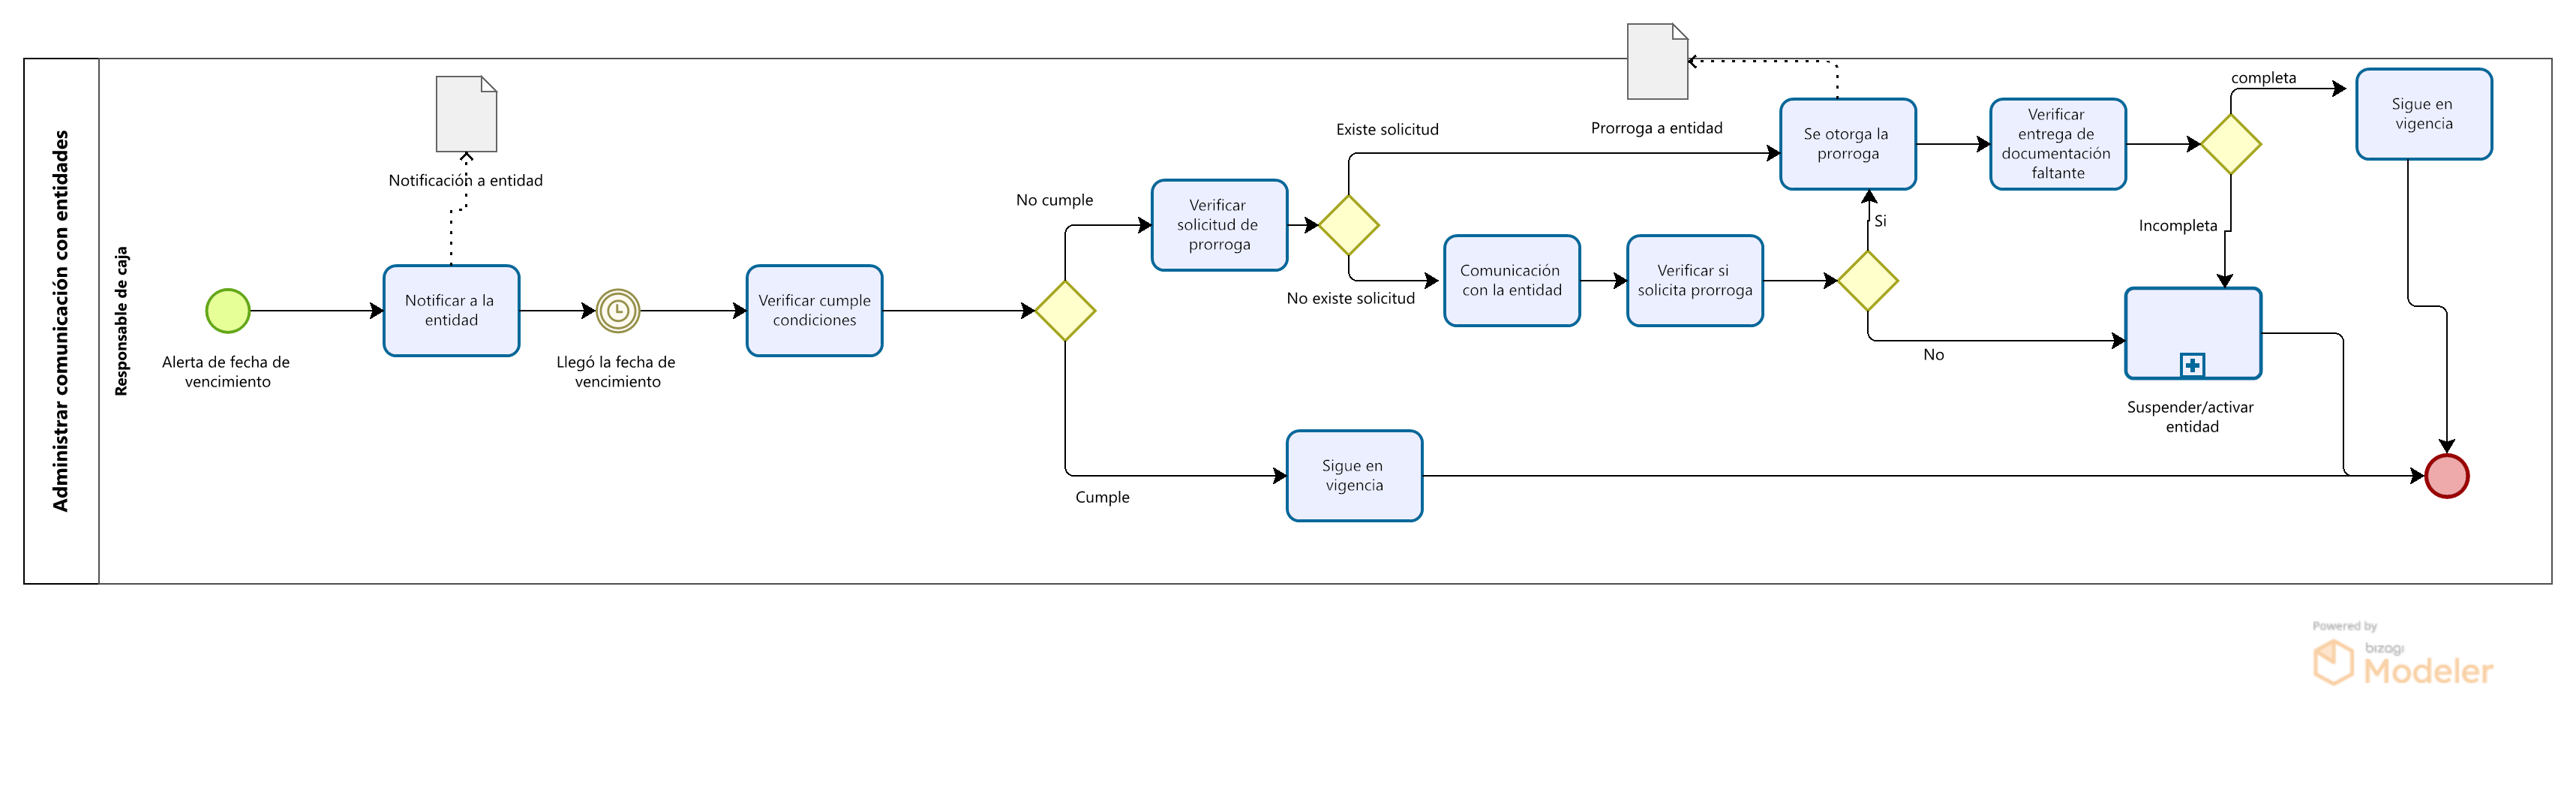 Administrar comunicación con entidades
Responsable de caja
Alerta de fecha de
vencimiento
Notificación a entidad
Notificar a la
entidad
Llegó la fecha de
vencimiento
Verificar cumple
condiciones
No cumple
Cumple
Verificar
solicitud de
prorroga
Existe solicitud
No existe solicitud
Comunicación
con la entidad
Verificar si
solicita prorroga
Prorroga a entidad
Se otorga la
prorroga
Si
No
Verificar
entrega de
documentación
faltante
completa
Incompleta
Sigue en
vigencia
Suspender/activar
entidad
Sigue en
vigencia
Powered by
bizagi
Modeler